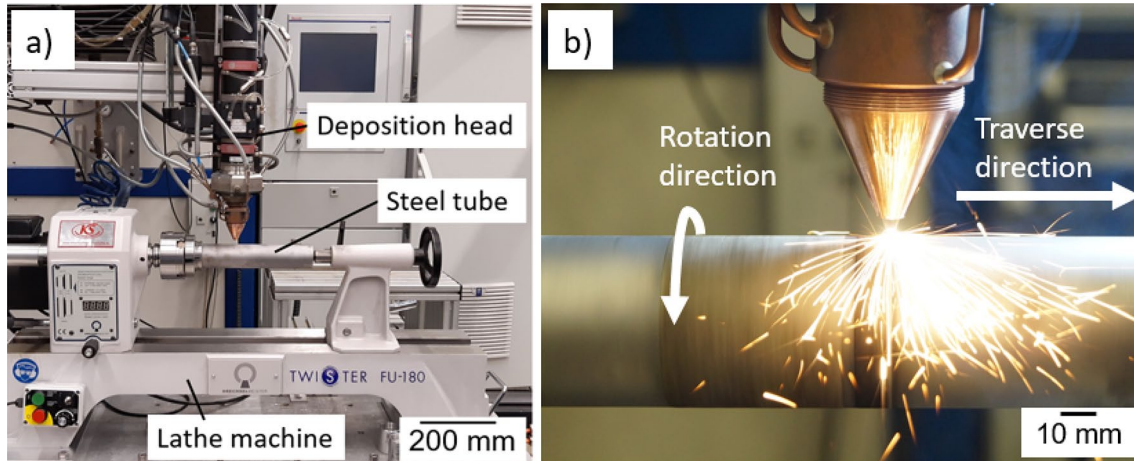 a)
Deposition head
Steel tube
KS
TWISTER FU-180
Lathe machine
200 mm
b)
Rotation
direction
Traverse
direction
10 mm